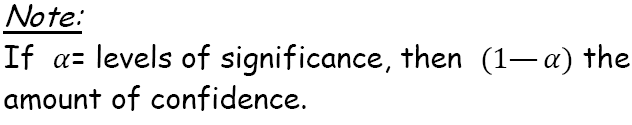 Note:
If α= levels of significance, then (1—α) the
amount of confidence.